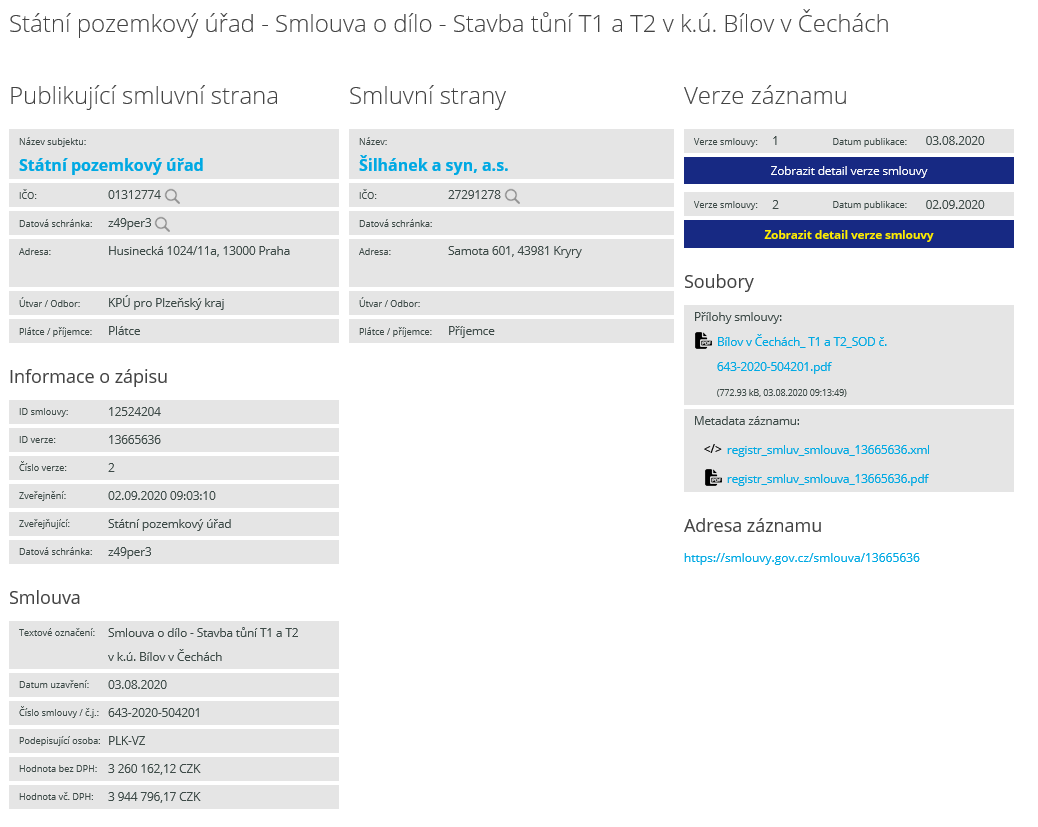 Státní pozemkový úřad - Smlouva o dílo - Stavba tůní T1 a T2 v k.ú. Bílov v Čechách
Publikující smluvní strana
Název subjektu:
Státní pozemkový úřad
IČO: 01312774
Datová schránka: z49per3
Adresa: Husinecká 1024/11a, 13000 Praha
Útvar / Odbor: KPÚ pro Plzeňský kraj
Plátce / příjemce: Plátce
Informace o zápisu
ID smlouvy: 12524204
ID verze: 13665636
Číslo verze: 2
Zveřejnění: 02.09.2020 09:03:10
Zveřejňující: Státní pozemkový úřad
Datová schránka: z49per3
Smlouva
Textové označení: Smlouva o dílo - Stavba tůní T1 a T2
v k.ú. Bílov v Čechách
Datum uzavření: 03.08.2020
Číslo smlouvy / č.j.: 643-2020-504201
Podepisující osoba: PLK-VZ
Hodnota bez DPH: 3 260 162,12 CZK
Hodnota vč. DPH: 3 944 796,17 CZK
Smluvní strany
Název:
Šilhánek a syn, a.s.
IČO: 27291278
Datová schránka:
Adresa: Samota 601, 43981 Kryry
Útvar / Odbor:
Plátce / příjemce: Příjemce
Verze záznamu
Verze smlouvy: 1 Datum publikace: 03.08.2020
Zobrazit detail verze smlouvy
Verze smlouvy: 2 Datum publikace: 02.09.2020
Zobrazit detail verze smlouvy
Soubory
Přílohy smlouvy:
Bílov v Čechách_ T1 a T2_SOD č.
643-2020-504201.pdf
(772.93 kB, 03.08.2020 09:13:49)
Metadata záznamu:
</> registr_smluv_smlouva_13665636.xml
registr_smluv_smlouva_13665636.pdf
Adresa záznamu
https://smlouvy.gov.cz/smlouva/13665636